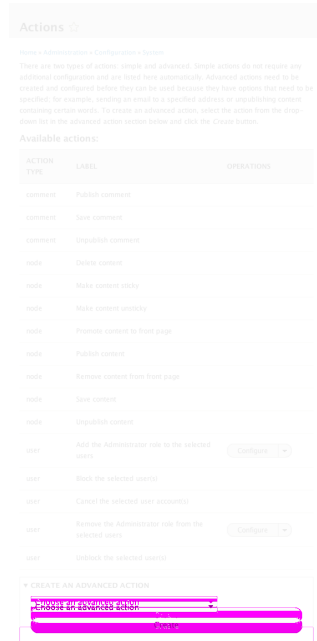 Actions
Home » Administration » Configuration » System
There are two types of actions: simple and advanced. Simple actions do not require any
additional configuration and are listed here automatically. Advanced actions need to be
created and configured before they can be used because they have options that need to be
specified; for example, sending an email to a specified address or unpublishing content
containing certain words. To create an advanced action, select the action from the drop-
down list in the advanced action section below and click the Create button.
Available actions:
ACTION TYPE LABEL OPERATIONS
comment Publish comment
comment Save comment
comment Unpublish comment
node Delete content
node Make content sticky
node Make content unsticky
node Promote content to front page
node Publish content
node Remove content from front page
node Save content
node Unpublish content
user Add the Administrator role to the selected users Configure
user Block the selected user(s)
user Cancel the selected user account(s)
user Remove the Administrator role from the selected users Configure
user Unblock the selected user(s)
CREATE AN ADVANCED ACTION
Choose an advanced action
Choose an advanced action